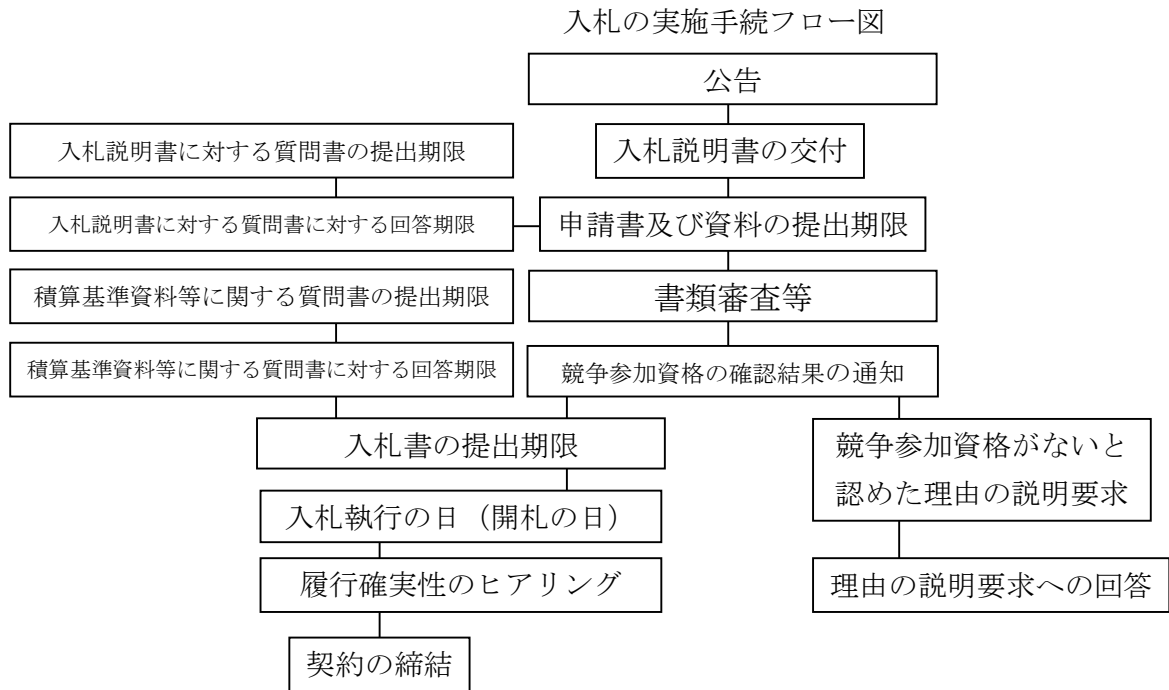 入札の実施手続フロー図
公告
入札説明書に対する質問書の提出期限
入札説明書の交付
入札説明書に対する質問書に対する回答期限
申請書及び資料の提出期限
積算基準資料等に関する質問書の提出期限
書類審査等
積算基準資料等に関する質問書に対する回答期限
競争参加資格の確認結果の通知
入札書の提出期限
競争参加資格がないと
認めた理由の説明要求
入札執行の日（開札の日）
履行確実性のヒアリング
理由の説明要求への回答
契約の締結